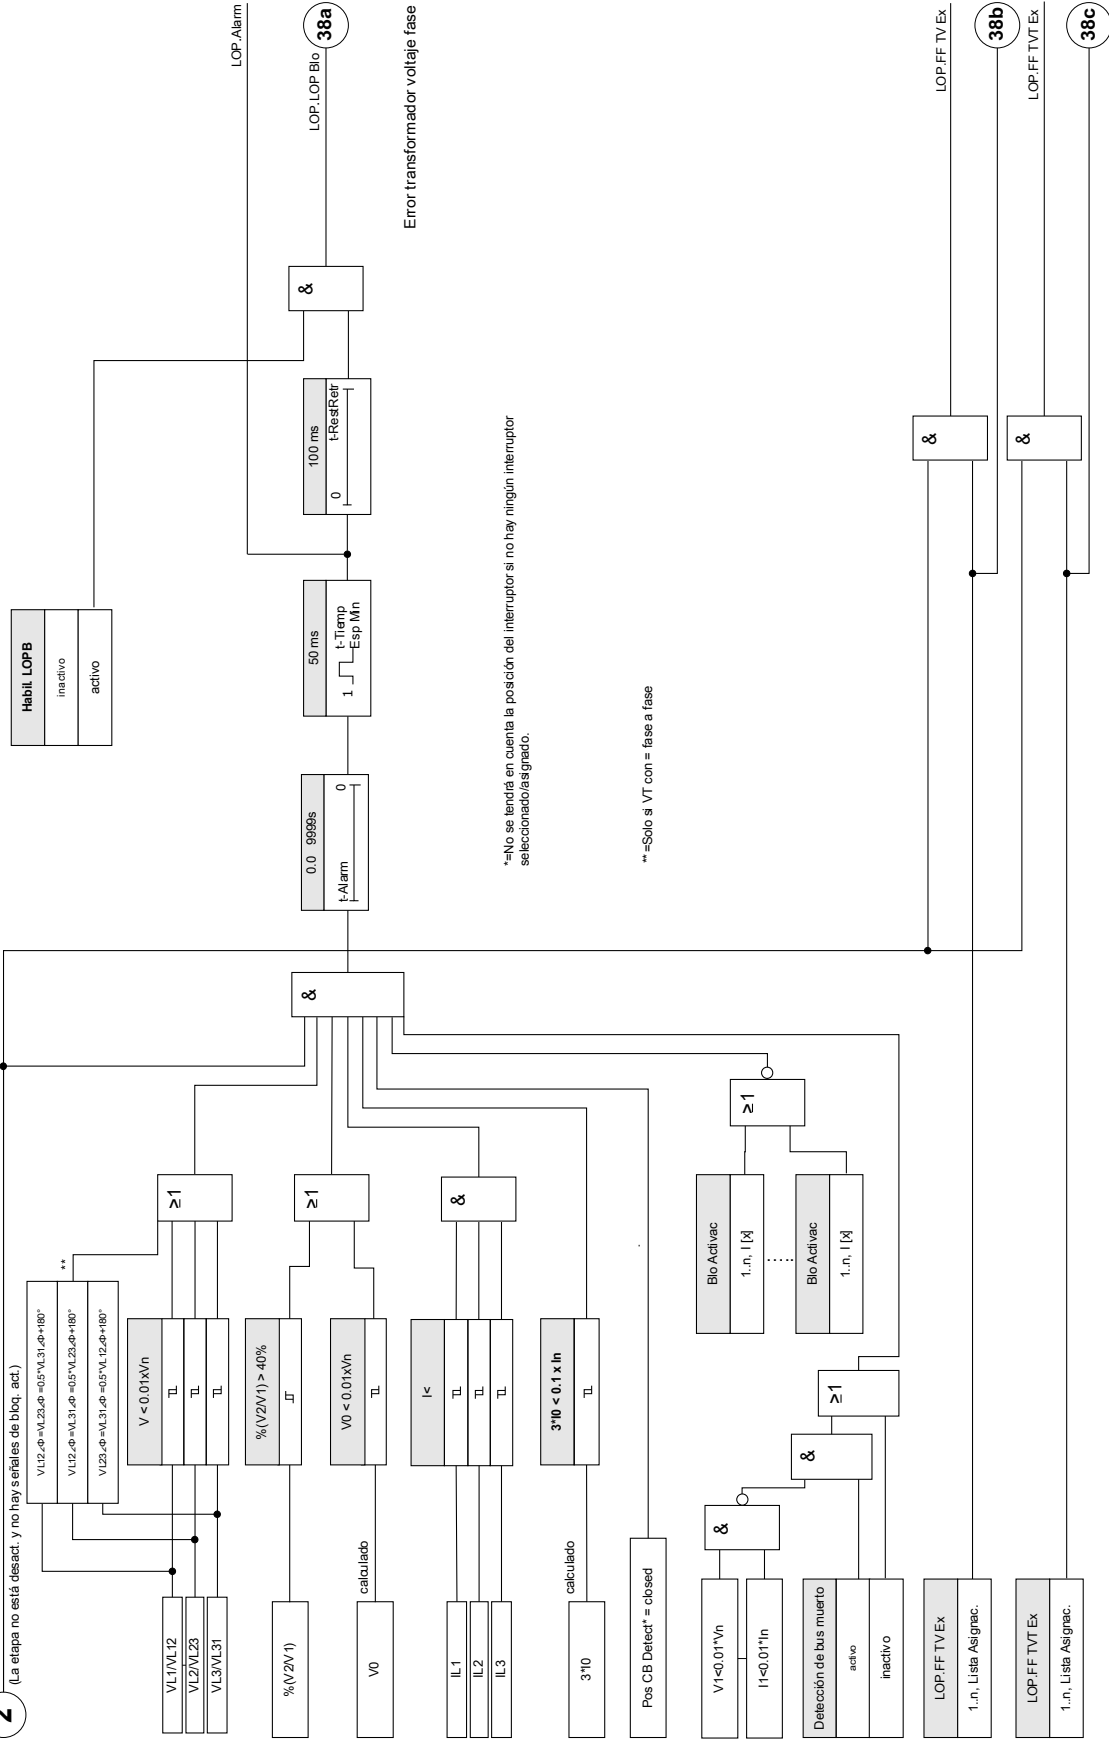 2
(La etapa no está desact. y no hay señales de bloq. act.)
VL12∠Φ =VL23∠Φ =0.5*VL31∠Φ+180°
VL12∠Φ =VL31∠Φ =0.5*VL23∠Φ+180°
VL23∠Φ =VL31∠Φ =0.5*VL12∠Φ+180°
**
VL1/VL12
VL2/VL23
VL3/VL31
V < 0.01xVn
≥1
%(V2/V1)
%(V2/V1) > 40%
V0
calculado
V0 < 0.01xVn
≥1
IL1
IL2
IL3
I<
&
3*I0
calculado
3*I0 < 0.1 x In
Pos CB Detect* = closed
Blo Activac
1..n, I [x]
Blo Activac
1..n, I [x]
≥1
V1<0.01*Vn
I1<0.01*In
&
Detección de bus muerto
activo
inactivo
&
≥1
&
0.0 9999s
t-Alarm
0
50 ms
1
t-Tiemp
Esp Min
100 ms
0
t-RestRetr
Habil. LOPB
inactivo
activo
&
LOP.Alarm
LOP.LOP Blo
38a
Error transformador voltaje fase
*=No se tendrá en cuenta la posición del interruptor si no hay ningún interruptor
seleccionado/asignado.
**=Solo si VT con = fase a fase
LOP.FF TV Ex
1..n, Lista Asignac.
&
LOP.FF TV Ex
38b
LOP.FF TVT Ex
1..n, Lista Asignac.
&
LOP.FF TVT Ex
38c